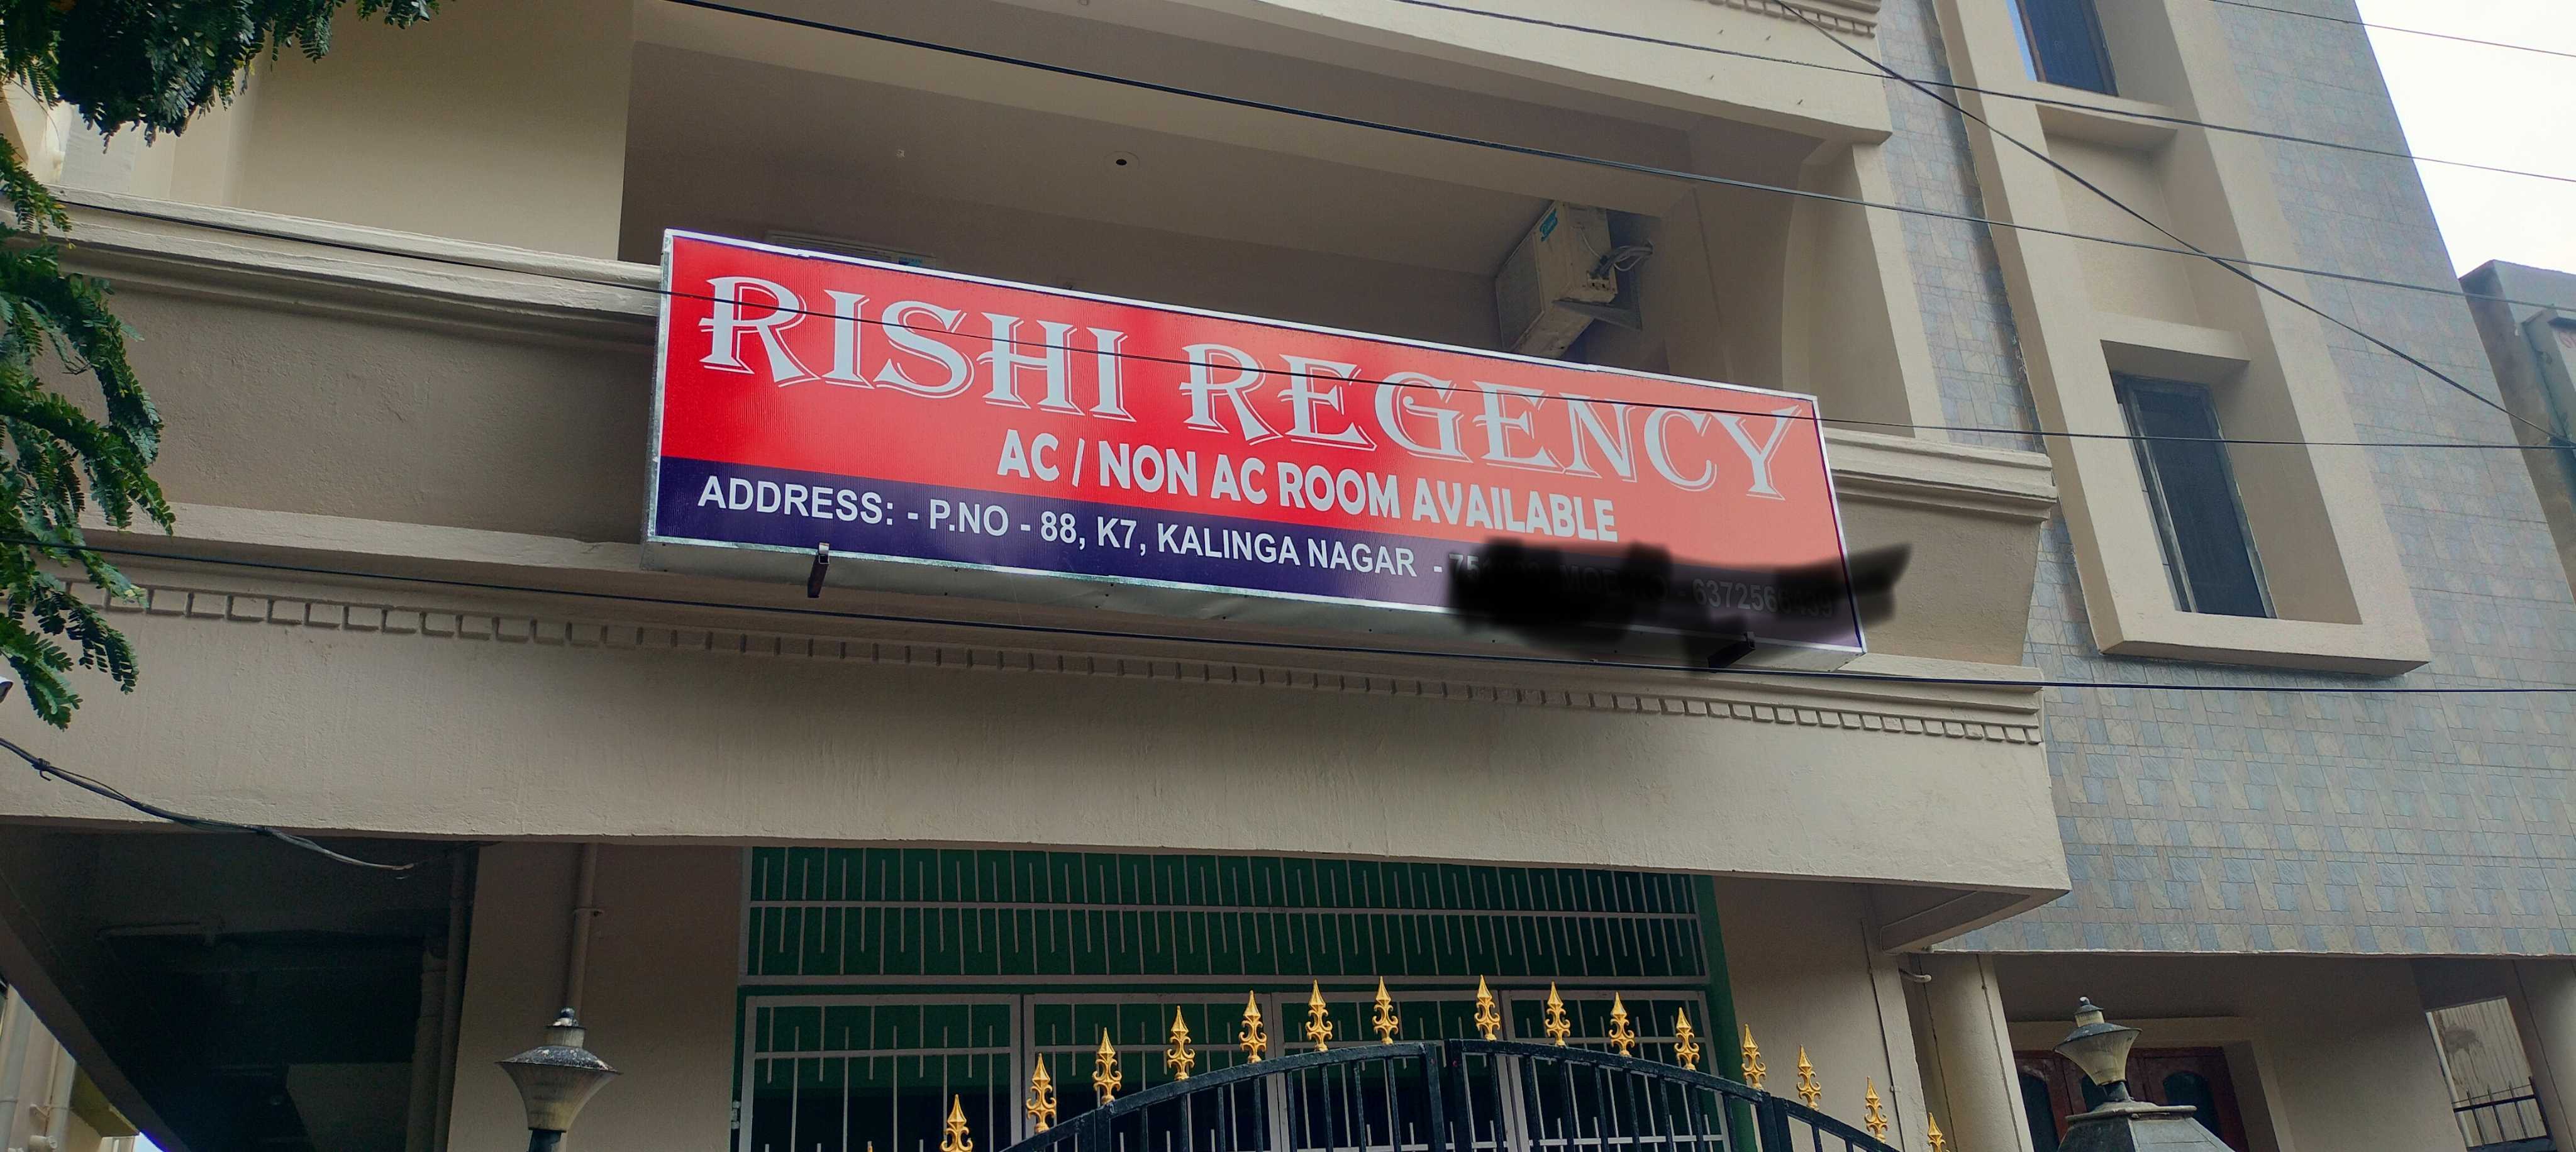 RISHI REGENCY
AC / NON AC ROOM AVAILABLE
ADDRESS: - P.NO - 88, K7, KALINGA NAGAR -